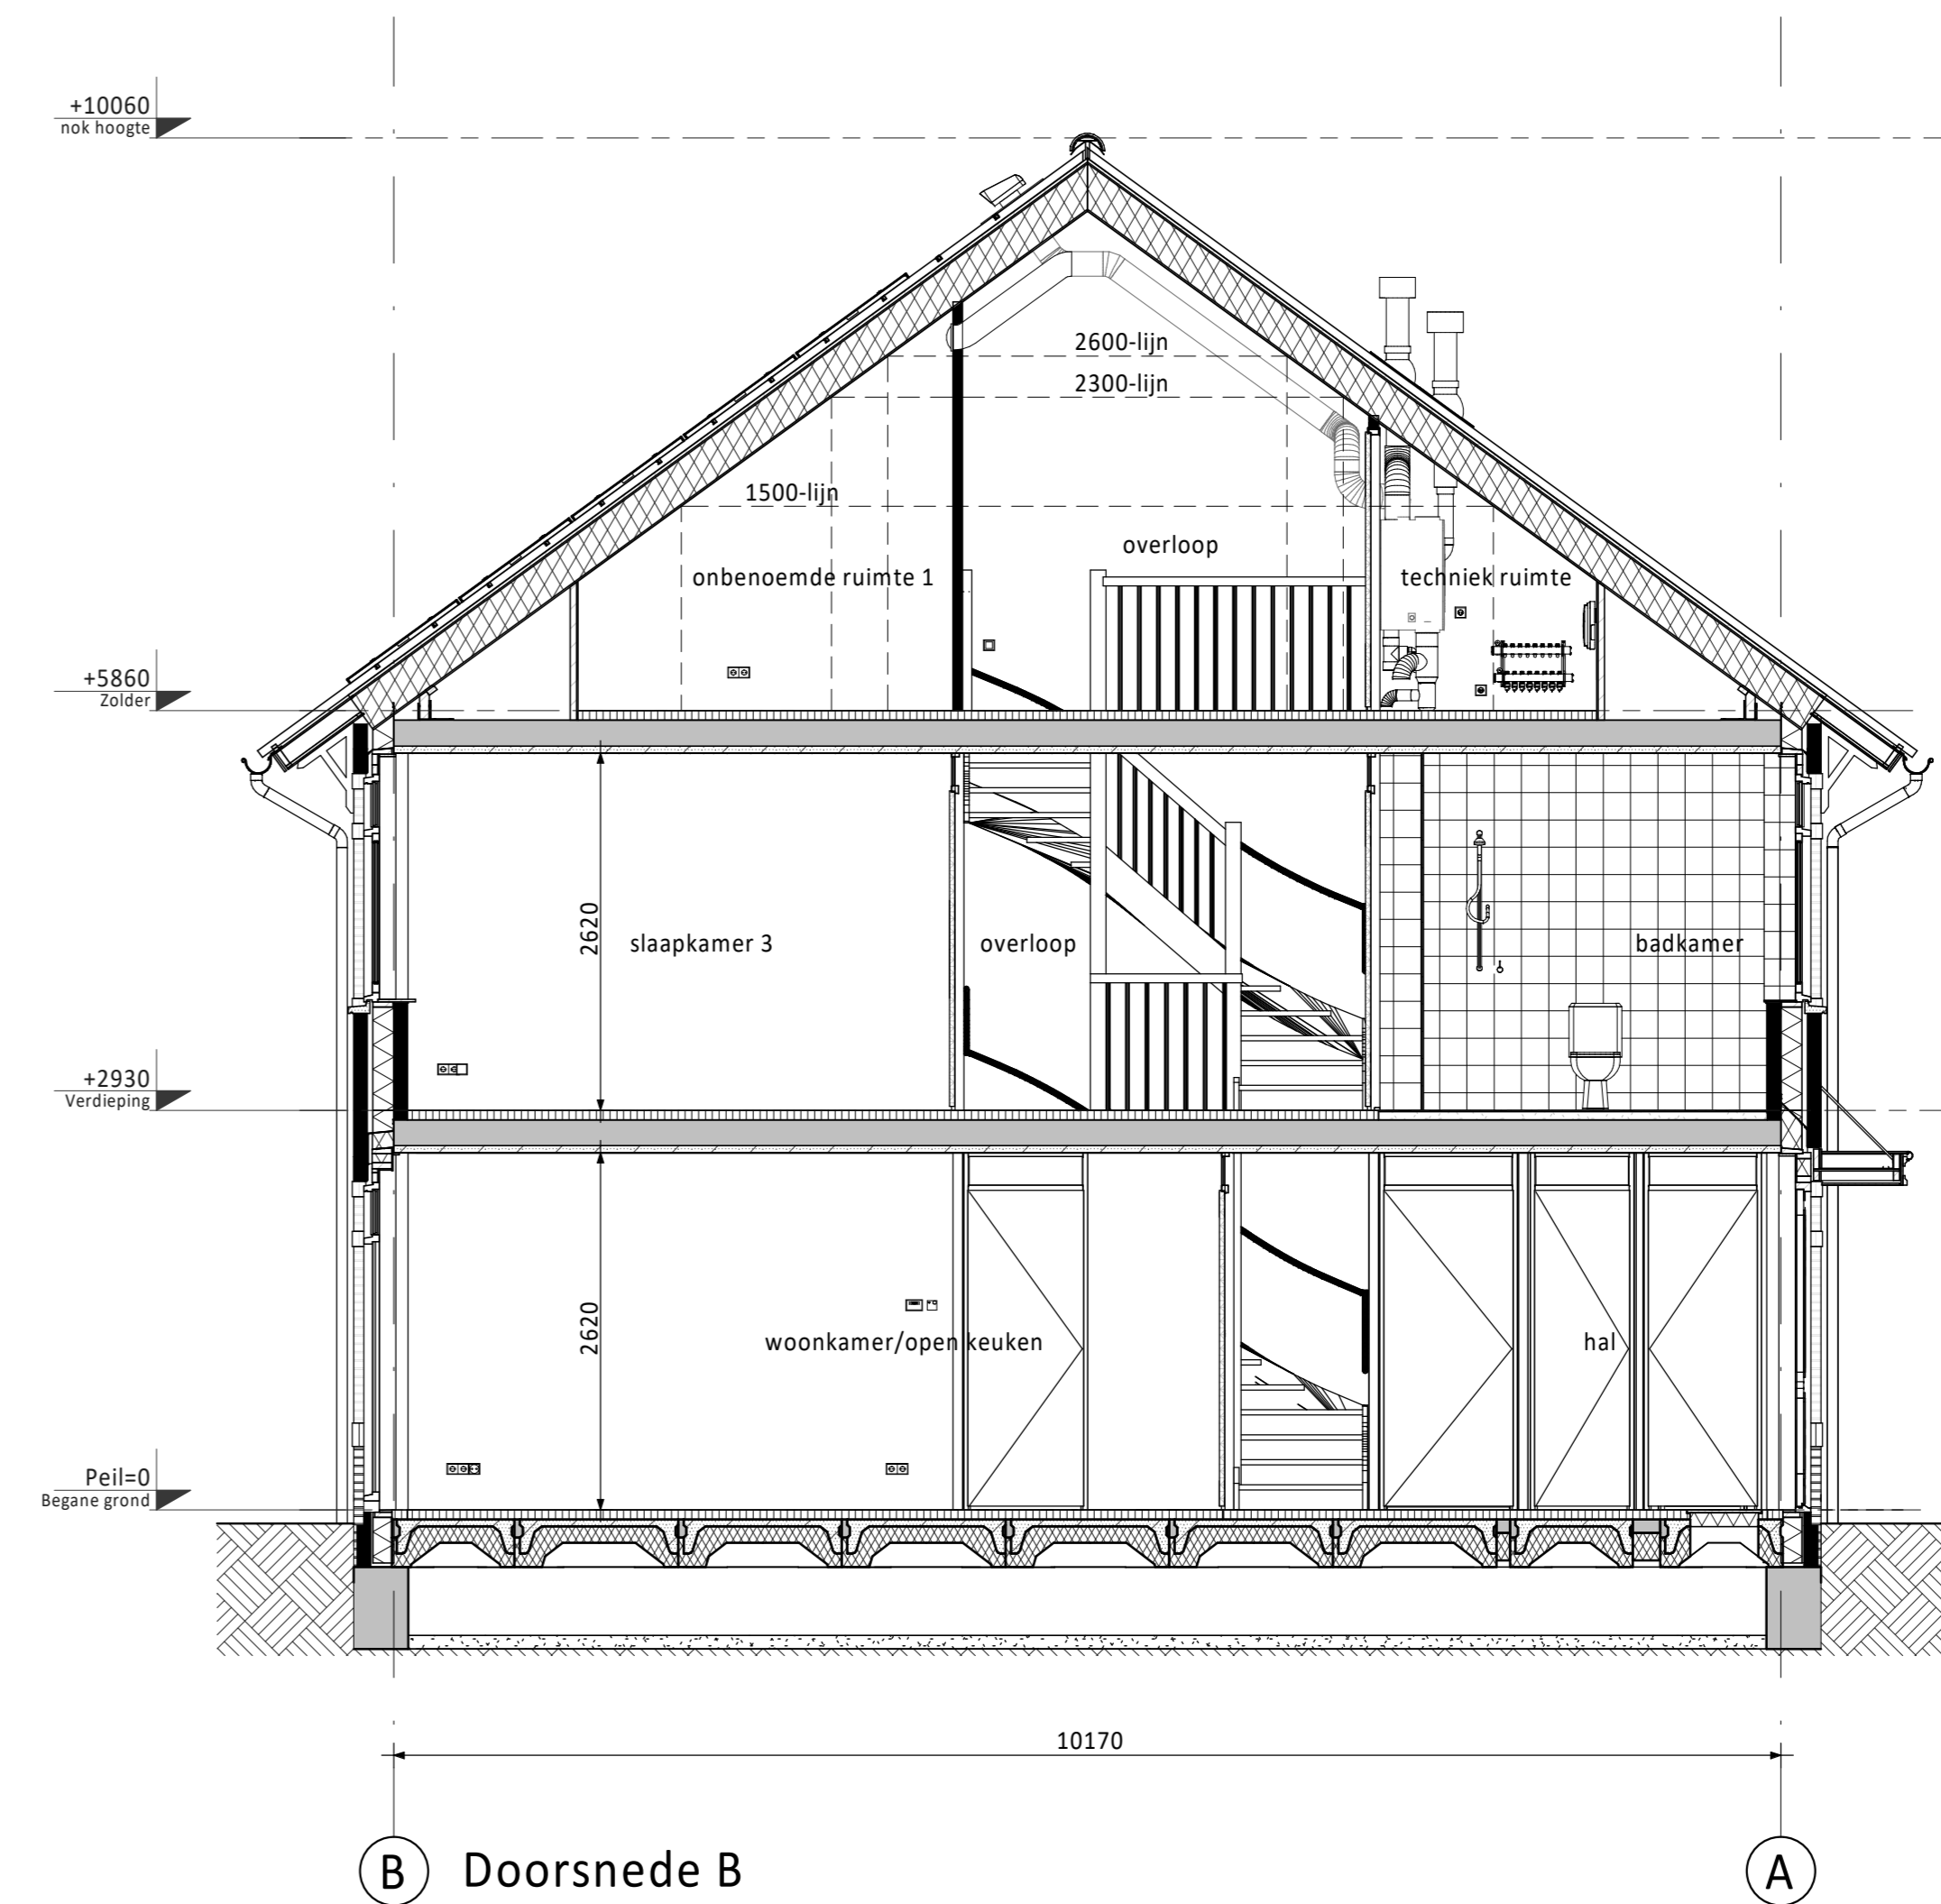 +10060
nok hoogte
2600-lijn
2300-lijn
1500-lijn
overloop
onbenoemde ruimte 1
techniek ruimte
+5860
Zolder
2620
slaapkamer 3
overloop
badkamer
+2930
Verdieping
2620
woonkamer/open keuken
hal
Peil=0
Begane grond
10170
B
Doorsnede B
A